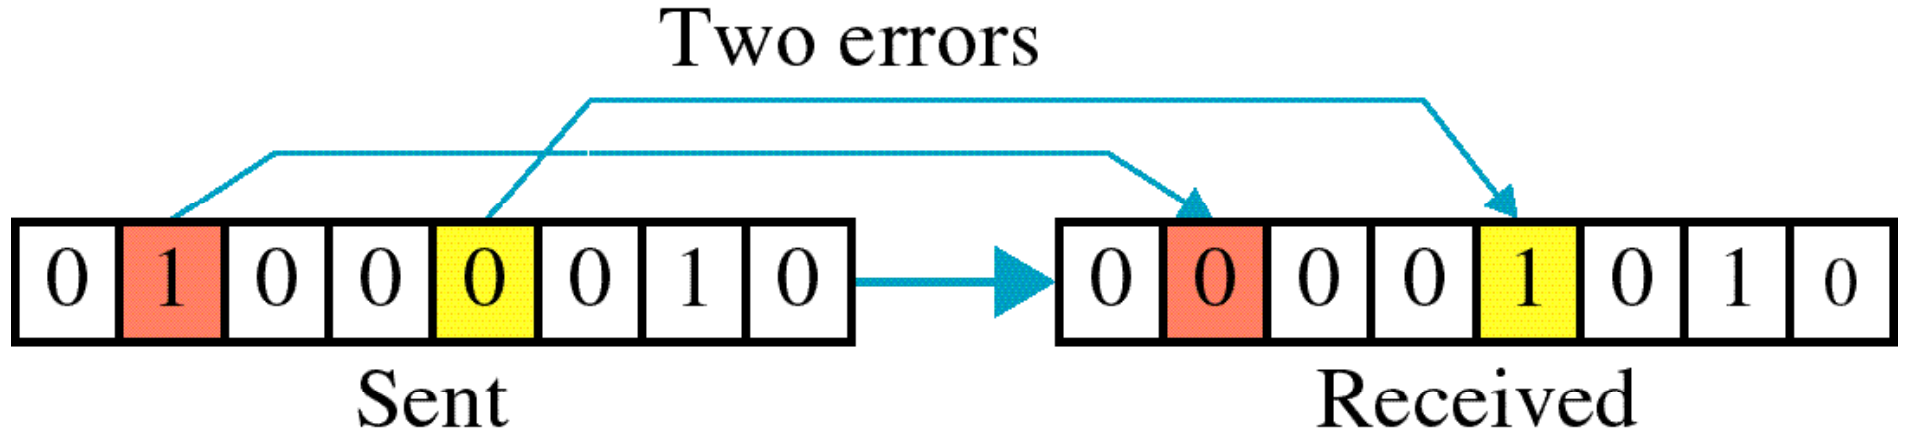 Two errors
0 1 0 0 0 0 1 0 0 0 0 0 1 0 1 0
Sent Received